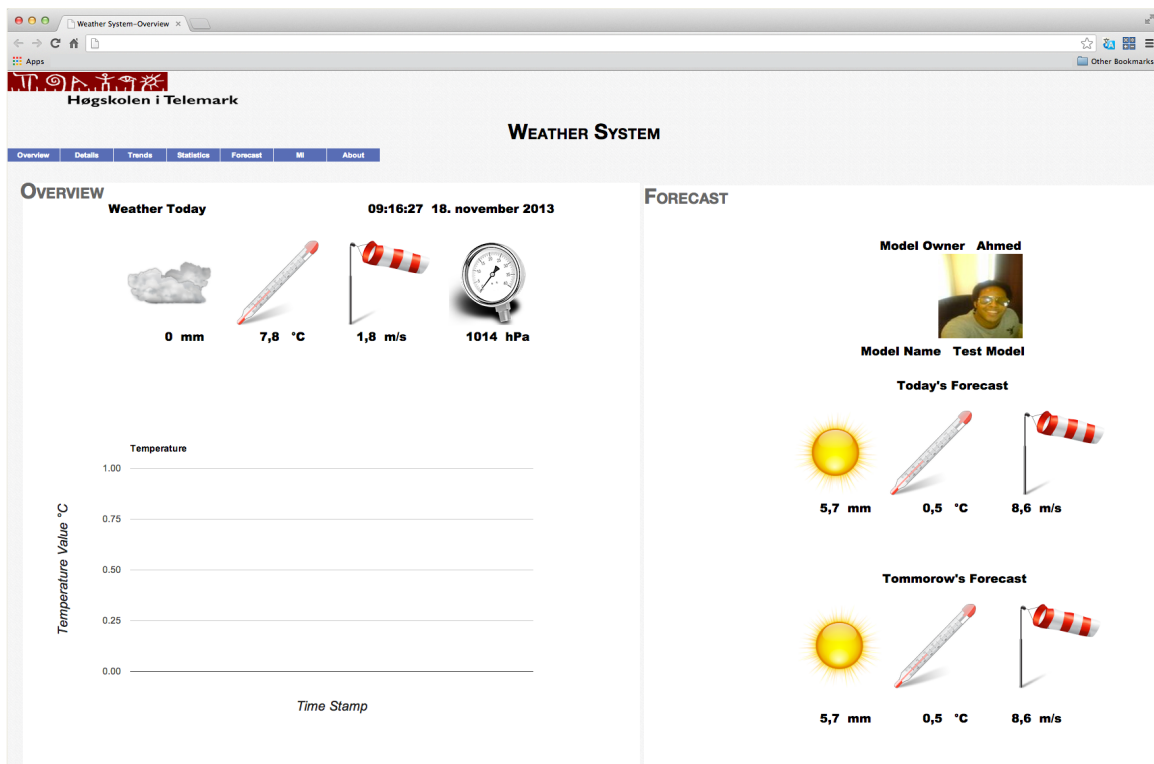 Weather System-Overview
Apps
Other Bookmarks
Høgskolen i Telemark
WEATHER SYSTEM
Overview Details Trends Statistics Forecast MI About
OVERVIEW
Weather Today 09:16:27 18. november 2013
0 mm 7,8 °C 1,8 m/s 1014 hPa
Temperature
1.00
0.75
0.50
0.25
0.00
Temperature Value °C
Time Stamp
FORECAST
Model Owner Ahmed
Model Name Test Model
Today's Forecast
5,7 mm 0,5 °C 8,6 m/s
Tommorow's Forecast
5,7 mm 0,5 °C 8,6 m/s